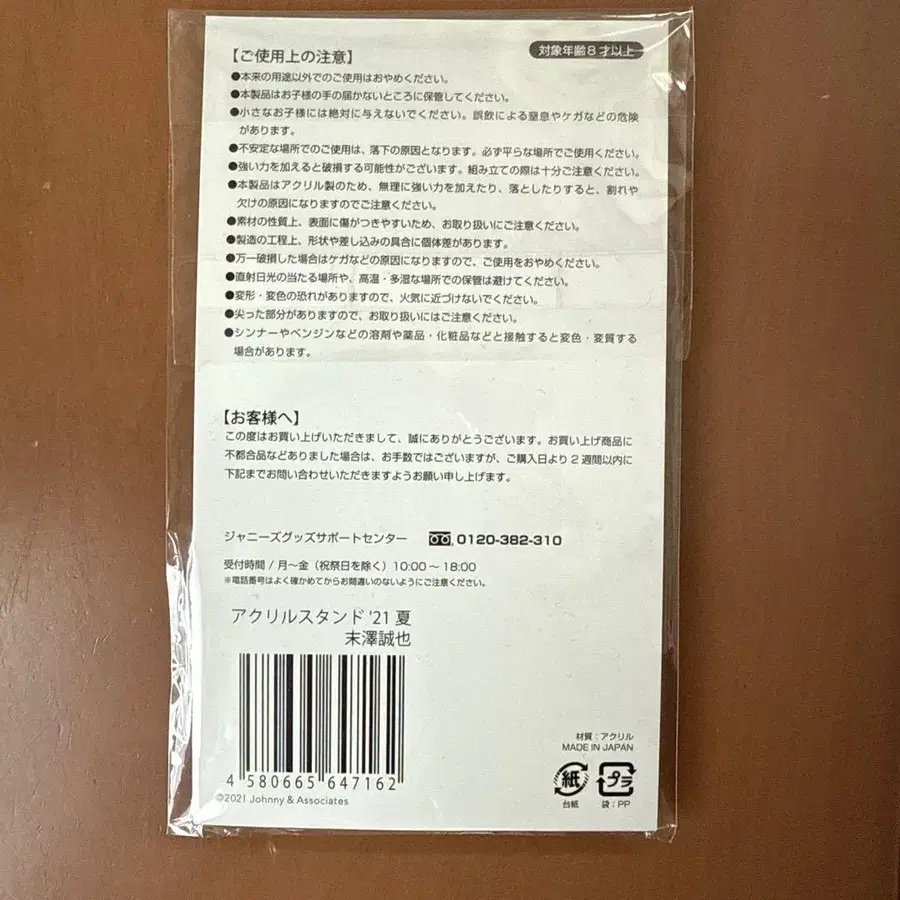 【ご使用上の注意】
対象年齢8才以上
●本来の用途以外でのご使用はおやめください。
●本製品はお子様の手の届かないところに保管してください。
●小さなお子様には絶対に与えないでください。誤飲による窒息やケガなどの危険
があります。
●不安定な場所でのご使用は、落下の原因となります。必ず平らな場所でご使用ください。
●強い力を加えると破損する可能性がございます。組み立ての際は十分ご注意ください。
●本製品はアクリル製のため、無理に強い力を加えたり、落としたりすると、割れや
欠けの原因になりますのでご注意ください。
●素材の性質上、表面に傷がつきやすいため、お取り扱いにご注意ください。
●製造の工程上、形状や差し込みの具合に個体差があります。
●万一破損した場合はケガなどの原因になりますので、ご使用をおやめください。
●直射日光の当たる場所や、高温・多湿な場所での保管は避けてください。
●変形・変色の恐れがありますので、火気に近づけないでください。
●尖った部分がありますので、お取り扱いにはご注意ください。
●シンナーやベンジンなどの溶剤や薬品・化粧品などと接触すると変色・変質する
場合があります。
【お客様へ】
この度はお買い上げいただきまして、誠にありがとうございます。お買い上げ商品に
不都合品などありました場合は、お手数ではございますが、ご購入日より2週間以内に
下記までお問い合わせいただきますようお願い申し上げます。
ジャニーズグッズサポートセンター 0120-382-310
受付時間 / 月〜金（祝祭日を除く）10:00〜18:00
※電話番号はよく確かめてからお間違いのないようにご注意ください。
アクリルスタンド '21 夏
末澤誠也
4 580665 647162
©2021 Johnny & Associates
材質：アクリル
MADE IN JAPAN
紙 プラ
台紙 袋：PP